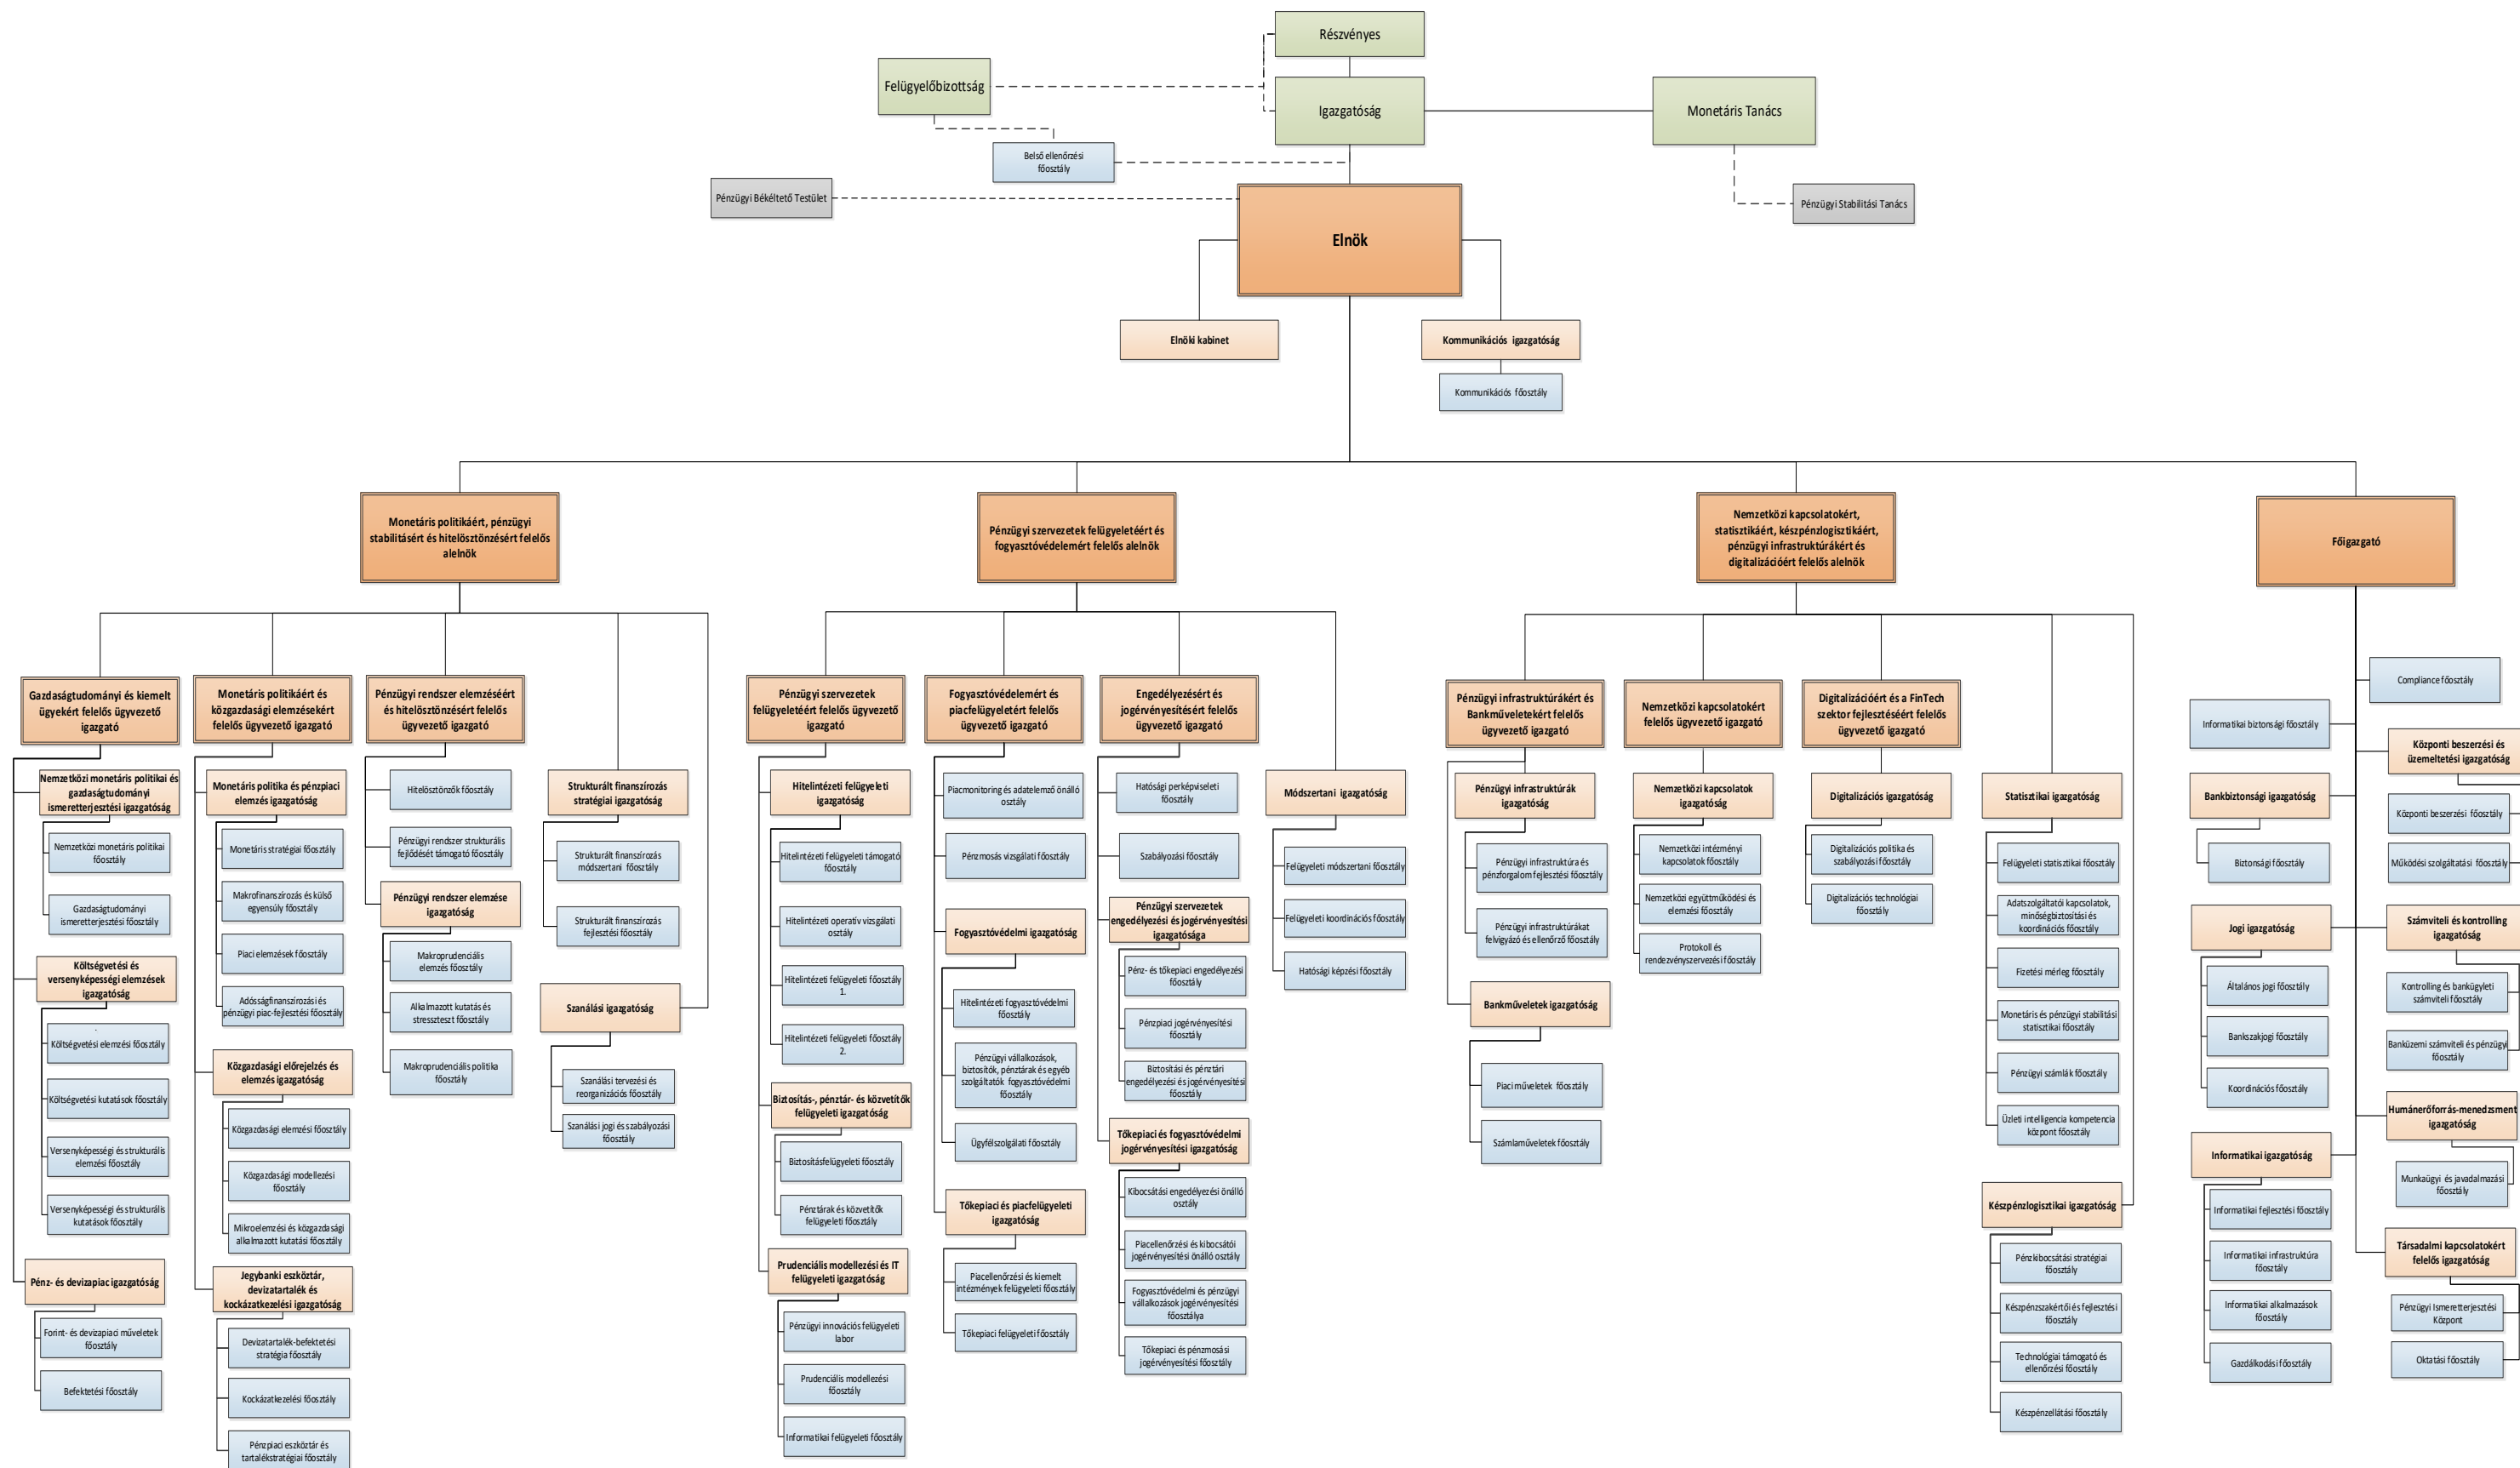 Részvényes
Felügyelőbizottság
Igazgatóság
Monetáris Tanács
Belső ellenőrzési
főosztály
Pénzügyi Békéltető Testület
Pénzügyi Stabilitási Tanács
Elnök
Elnöki kabinet
Kommunikációs igazgatóság
Kommunikációs főosztály
Monetáris politikáért, pénzügyi
stabilitásért és hitelösztönzésért felelős
alelnök
Pénzügyi szervezetek felügyeletéért és
fogyasztóvédelemért felelős alelnök
Nemzetközi kapcsolatokért,
statisztikáért, készpénzlogisztikáért,
pénzügyi infrastruktúrákért és
digitalizációért felelős alelnök
Főigazgató
Gazdaságtudományi és kiemelt
ügyekért felelős ügyvezető
igazgató
Nemzetközi monetáris politikai és
gazdaságtudományi
ismeretterjesztési igazgatóság
Nemzetközi monetáris politikai
főosztály
Gazdaságtudományi
ismeretterjesztési főosztály
Költségvetési és
versenyképességi elemzések
igazgatóság
.
Költségvetési elemzési főosztály
Költségvetési kutatások főosztály
Versenyképességi és strukturális
elemzési főosztály
Versenyképességi és strukturális
kutatások főosztály
Pénz- és devizapiac igazgatóság
Forint- és devizapiaci műveletek
főosztály
Befektetési főosztály
Monetáris politikáért és
közgazdasági elemzésekért
felelős ügyvezető igazgató
Monetáris politika és pénzpiaci
elemzés igazgatóság
Monetáris stratégiai főosztály
Makrofinanszírozás és külső
egyensúly főosztály
Piaci elemzések főosztály
Adósságfinanszírozási és
pénzügyi piac-fejlesztési főosztály
Közgazdasági előrejelzés és
elemzés igazgatóság
Közgazdasági elemzési főosztály
Közgazdasági modellezési
főosztály
Mikroelemzési és közgazdasági
alkalmazott kutatási főosztály
Jegybanki eszköztár,
devizatartalék és
kockázatkezelési igazgatóság
Devizatartalék-befektetési
stratégia főosztály
Kockázatkezelési főosztály
Pénzpiaci eszköztár és
tartalékstratégiai főosztály
Pénzügyi rendszer elemzéséért
és hitelösztönzésért felelős
ügyvezető igazgató
Hitelösztönzők főosztály
Pénzügyi rendszer strukturális
fejlődését támogató főosztály
Pénzügyi rendszer elemzése
igazgatóság
Makroprudenciális
elemzés főosztály
Alkalmazott kutatás és
stresszteszt főosztály
Makroprudenciális politika
főosztály
Strukturált finanszírozás
stratégiai igazgatóság
Strukturált finanszírozás
módszertani főosztály
Strukturált finanszírozás
fejlesztési főosztály
Szanálási igazgatóság
Szanálási tervezési és
reorganizációs főosztály
Szanálási jogi és szabályozási
főosztály
Pénzügyi szervezetek
felügyeletéért felelős ügyvezető
igazgató
Hitelintézeti felügyeleti
igazgatóság
Hitelintézeti felügyeleti támogató
főosztály
Hitelintézeti operatív vizsgálati
osztály
Hitelintézeti felügyeleti főosztály
1.
Hitelintézeti felügyeleti főosztály
2.
Biztosítás-, pénztár- és közvetítők
felügyeleti igazgatóság
Biztosításfelügyeleti főosztály
Pénztárak és közvetítők
felügyeleti főosztály
Prudenciális modellezési és IT
felügyeleti igazgatóság
Pénzügyi innovációs felügyeleti
labor
Prudenciális modellezési
főosztály
Informatikai felügyeleti főosztály
Fogyasztóvédelemért és
piacfelügyeletért felelős
ügyvezető igazgató
Piacmonitoring és adatelemző önálló
osztály
Pénzmosás vizsgálati főosztály
Fogyasztóvédelmi igazgatóság
Hitelintézeti fogyasztóvédelmi
főosztály
Pénzügyi vállalkozások,
biztosítók, pénztárak és egyéb
szolgáltatók fogyasztóvédelmi
főosztály
Ügyfélszolgálati főosztály
Tőkepiaci és piacfelügyeleti
igazgatóság
Piacellenőrzési és kiemelt
intézmények felügyeleti főosztály
Tőkepiaci felügyeleti főosztály
Engedélyezésért és
jogérvényesítésért felelős
ügyvezető igazgató
Hatósági perképviseleti
főosztály
Szabályozási főosztály
Pénzügyi szervezetek
engedélyezési és jogérvényesítési
igazgatósága
Pénz- és tőkepiaci engedélyezési
főosztály
Pénzpiaci jogérvényesítési
főosztály
Biztosítási és pénztári
engedélyezési és jogérvényesítési
főosztály
Tőkepiaci és fogyasztóvédelmi
jogérvényesítési igazgatóság
Kibocsátási engedélyezési önálló
osztály
Piacellenőrzési és kibocsátói
jogérvényesítési önálló osztály
Fogyasztóvédelmi és pénzügyi
vállalkozások jogérvényesítési
főosztálya
Tőkepiaci és pénzmosási
jogérvényesítési főosztály
Módszertani igazgatóság
Felügyeleti módszertani főosztály
Felügyeleti koordinációs főosztály
Hatósági képzési főosztály
Pénzügyi infrastruktúrákért és
Bankműveletekért felelős
ügyvezető igazgató
Pénzügyi infrastruktúrák
igazgatóság
Pénzügyi infrastruktúra és
pénzforgalom fejlesztési főosztály
Pénzügyi infrastruktúrákat
felvigyázó és ellenőrző főosztály
Bankműveletek igazgatóság
Piaci műveletek főosztály
Számlaműveletek főosztály
Nemzetközi kapcsolatokért
felelős ügyvezető igazgató
Nemzetközi kapcsolatok
igazgatóság
Nemzetközi intézményi
kapcsolatok főosztály
Nemzetközi együttműködési és
elemzési főosztály
Protokoll és
rendezvényszervezési főosztály
Digitalizációért és a FinTech
szektor fejlesztéséért felelős
ügyvezető igazgató
Digitalizációs igazgatóság
Digitalizációs politika és
szabályozási főosztály
Digitalizációs technológiai
főosztály
Statisztikai igazgatóság
Felügyeleti statisztikai főosztály
Adatszolgáltatói kapcsolatok,
minőségbiztosítási és
koordinációs főosztály
Fizetési mérleg főosztály
Monetáris és pénzügyi stabilitási
statisztikai főosztály
Pénzügyi számlák főosztály
Üzleti intelligencia kompetencia
központ főosztály
Készpénzlogisztikai igazgatóság
Pénzkibocsátási stratégiai
főosztály
Készpénzszakértői és fejlesztési
főosztály
Technológiai támogató és
ellenőrzési főosztály
Készpénzellátási főosztály
Compliance főosztály
Informatikai biztonsági főosztály
Bankbiztonsági igazgatóság
Biztonsági főosztály
Jogi igazgatóság
Általános jogi főosztály
Bankszakjogi főosztály
Koordinációs főosztály
Informatikai igazgatóság
Informatikai fejlesztési főosztály
Informatikai infrastruktúra
főosztály
Informatikai alkalmazások
főosztály
Gazdálkodási főosztály
Központi beszerzési és
üzemeltetési igazgatóság
Központi beszerzési főosztály
Működési szolgáltatási főosztály
Számviteli és kontrolling
igazgatóság
Kontrolling és bankügyleti
számviteli főosztály
Banküzemi számviteli és pénzügyi
főosztály
Humánerőforrás-menedzsment
igazgatóság
Munkaügyi és javadalmazási
főosztály
Társadalmi kapcsolatokért
felelős igazgatóság
Pénzügyi Ismeretterjesztési
Központ
Oktatási főosztály